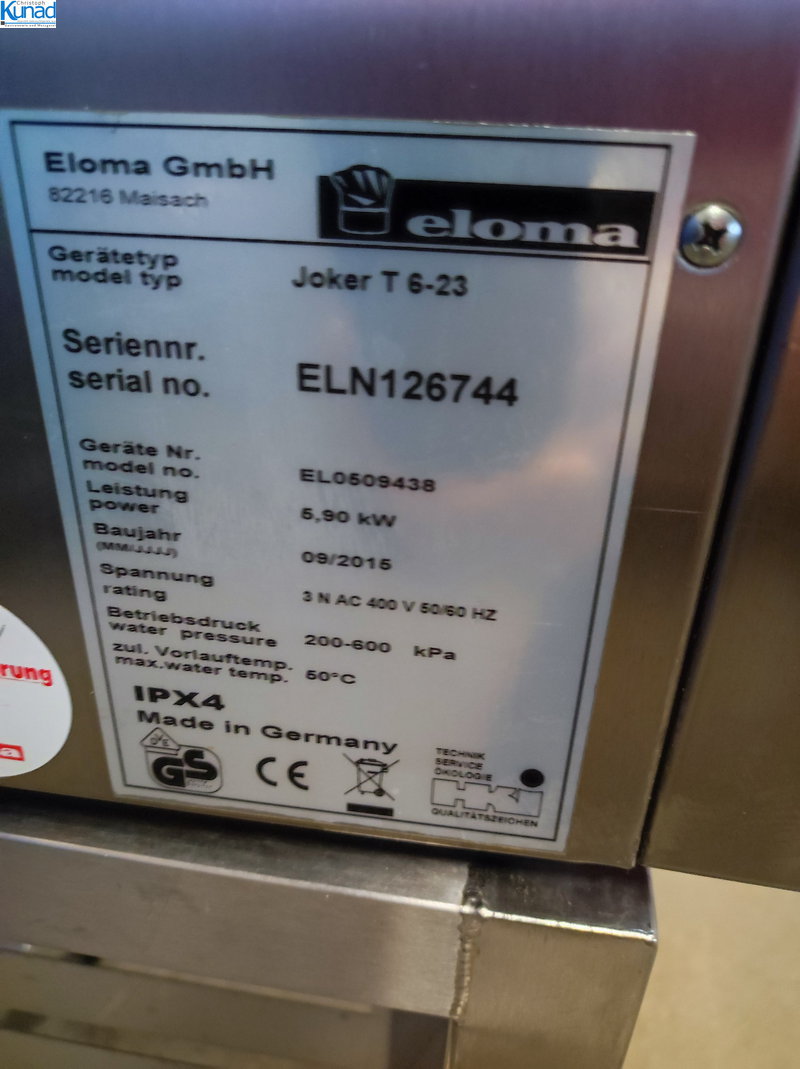 Christoph
Kunad
Eloma GmbH
82216 Maisach
eloma
Gerätetyp
model typ
Joker T 6-23
Seriennr.
serial no.
ELN126744
Geräte Nr.
model no.
EL0509438
Leistung
power
5,90 kW
Baujahr
(MM/JJJJ)
09/2015
Spannung
rating
3 N AC 400 V 50/60 HZ
Betriebsdruck
water pressure
200-600 kPa
zul. Vorlauftemp.
max.water temp.
50°C
IPX4
Made in Germany
GS
CE
TECHNIK
SERVICE
ÖKOLOGIE
QUALITÄTSZEICHEN
rung
a